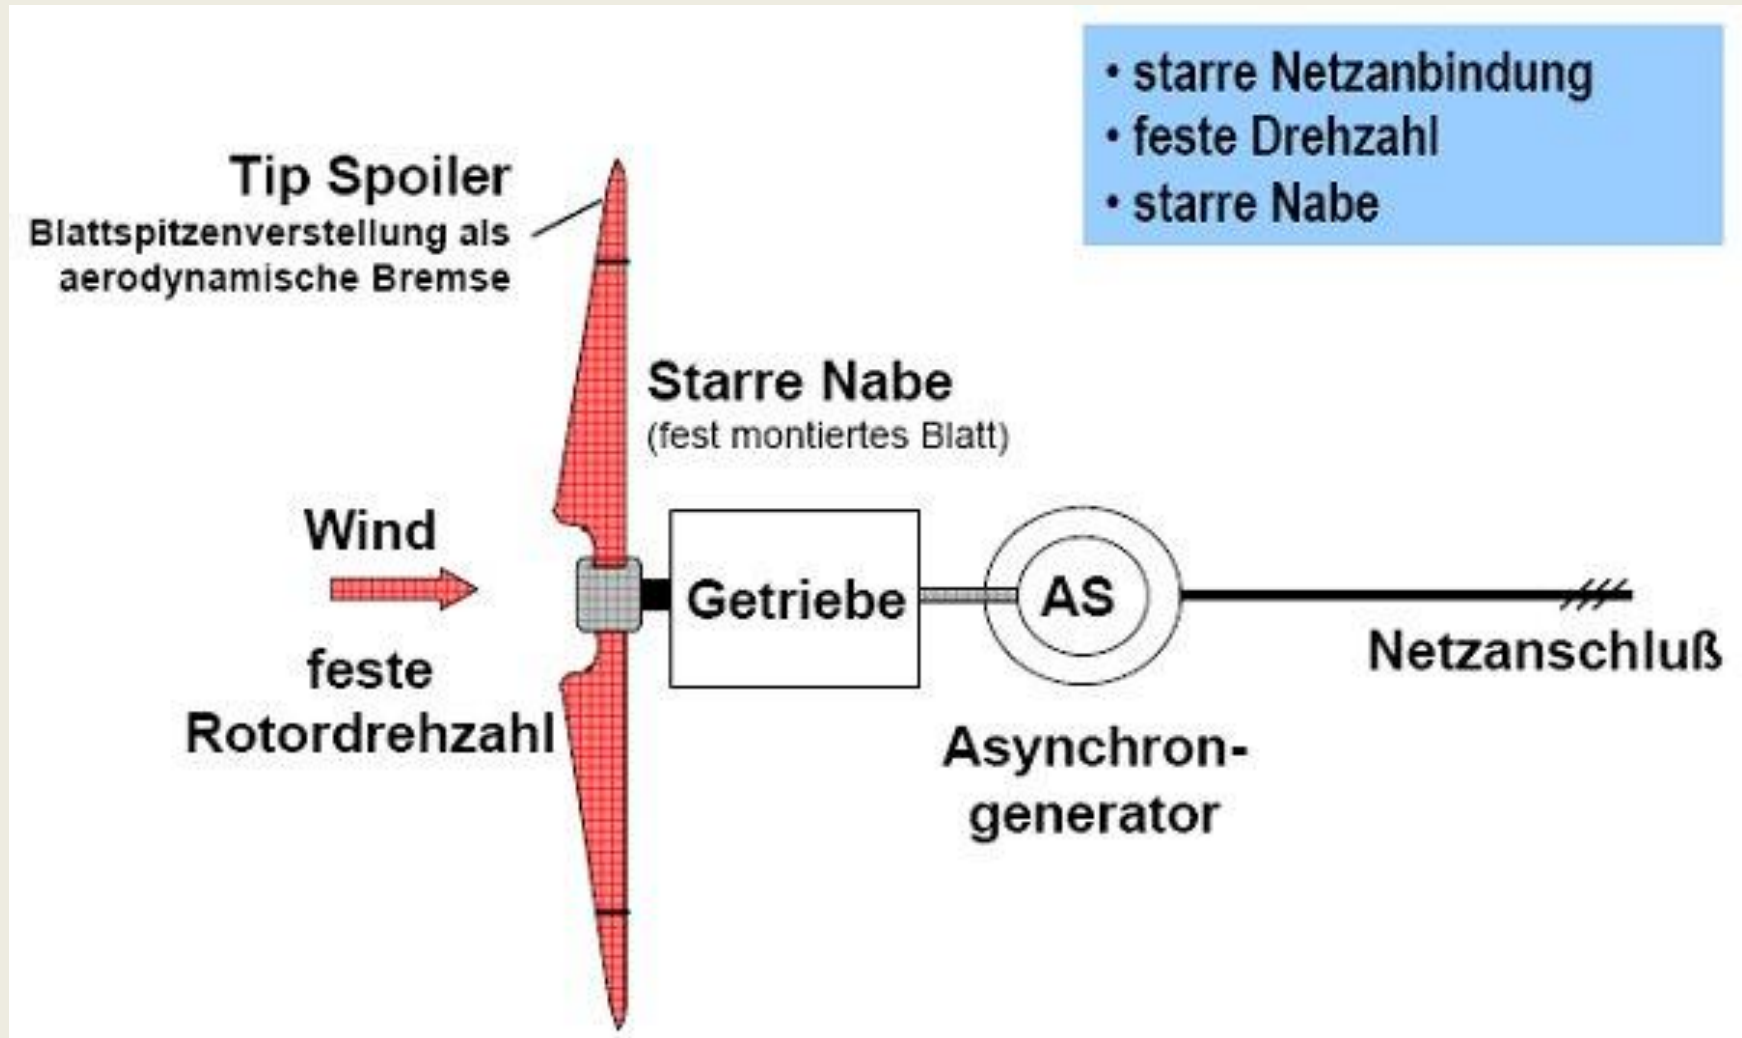 • starre Netzanbindung
• feste Drehzahl
• starre Nabe
Tip Spoiler
Blattspitzenverstellung als
aerodynamische Bremse
Starre Nabe
(fest montiertes Blatt)
Wind
feste
Rotordrehzahl
Getriebe
AS
Asynchron-
generator
Netzanschluß